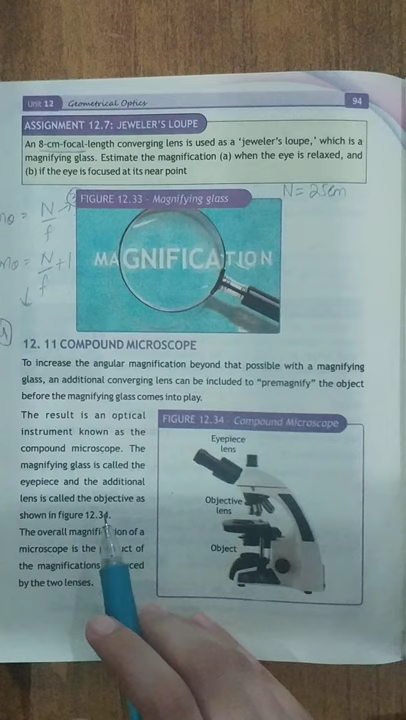 Unit 12 Geometrical Optics 94
ASSIGNMENT 12.7: JEWELER'S LOUPE
An 8-cm-focal-length converging lens is used as a 'jeweler's loupe,' which is a
magnifying glass. Estimate the magnification (a) when the eye is relaxed, and
(b) if the eye is focused at its near point
N = 25cm
FIGURE 12.33 - Magnifying glass
= N/f
= N/f + 1
MAGNIFICATION
12. 11 COMPOUND MICROSCOPE
To increase the angular magnification beyond that possible with a magnifying
glass, an additional converging lens can be included to "premagnify" the object
before the magnifying glass comes into play.
The result is an optical
instrument known as the
compound microscope. The
magnifying glass is called the
eyepiece and the additional
lens is called the objective as
shown in figure 12.34.
The overall of a
microscope is the of
the magnifications
by the two lenses.
FIGURE 12.34 - Compound Microscope
Eyepiece
lens
Objective
lens
Object